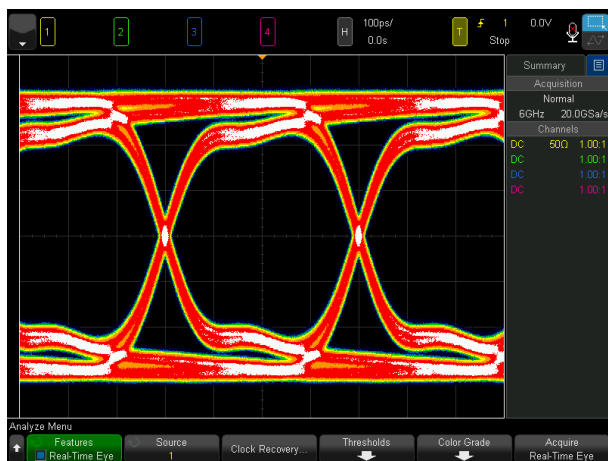 1 2 3 4 H 100ps/ T 1 0.0V
0.0s Stop
Summary
Acquisition
Normal
6GHz 20.0GSa/s
Channels
DC 50Ω 1.00:1
DC 1.00:1
DC 1.00:1
DC 1.00:1
Analyze Menu
Features Source Clock Recovery... Thresholds Color Grade Acquire
Real-Time Eye 1 Real-Time Eye